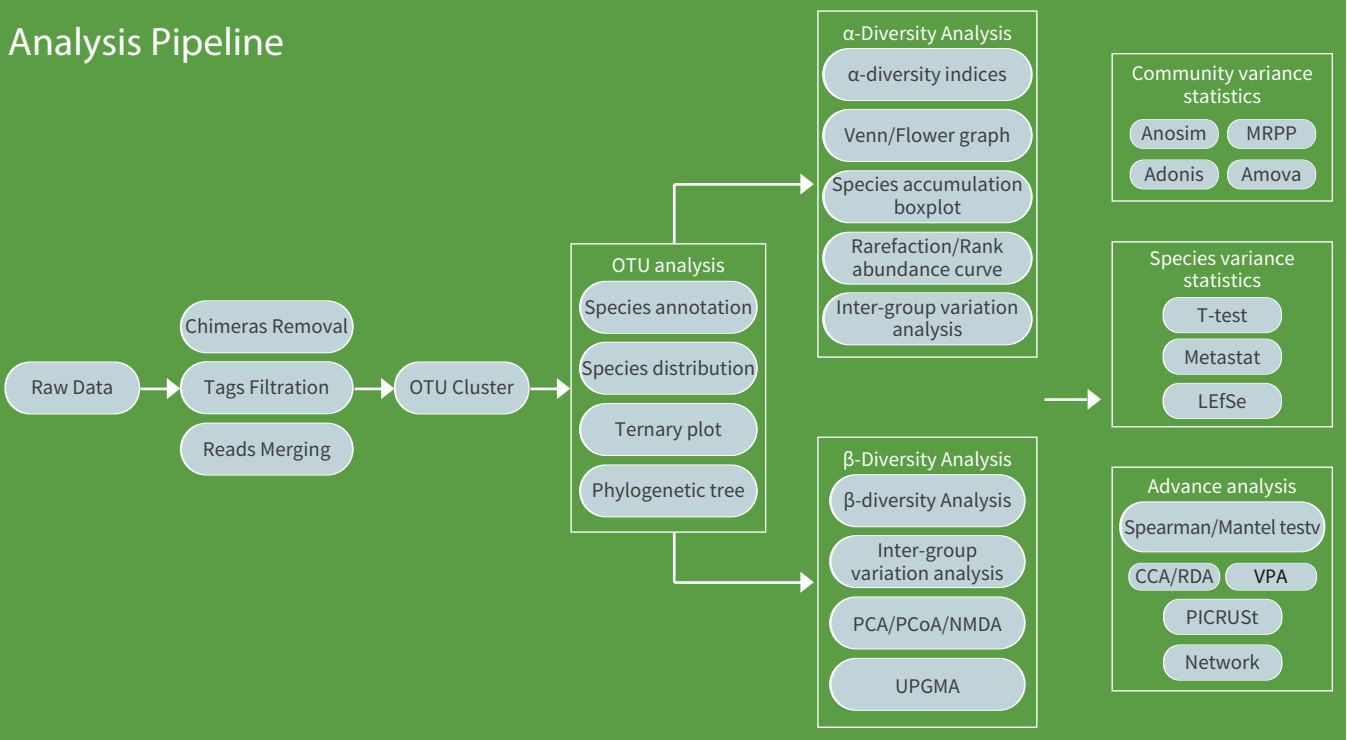 Analysis Pipeline
Raw Data
Chimeras Removal
Tags Filtration
Reads Merging
OTU Cluster
OTU analysis
Species annotation
Species distribution
Ternary plot
Phylogenetic tree
α-Diversity Analysis
α-diversity indices
Venn/Flower graph
Species accumulation
boxplot
Rarefaction/Rank
abundance curve
Inter-group variation
analysis
β-Diversity Analysis
β-diversity Analysis
Inter-group
variation analysis
PCA/PCoA/NMDA
UPGMA
Community variance
statistics
Anosim MRPP
Adonis Amova
Species variance
statistics
T-test
Metastat
LEfSe
Advance analysis
Spearman/Mantel testv
CCA/RDA VPA
PICRUSt
Network